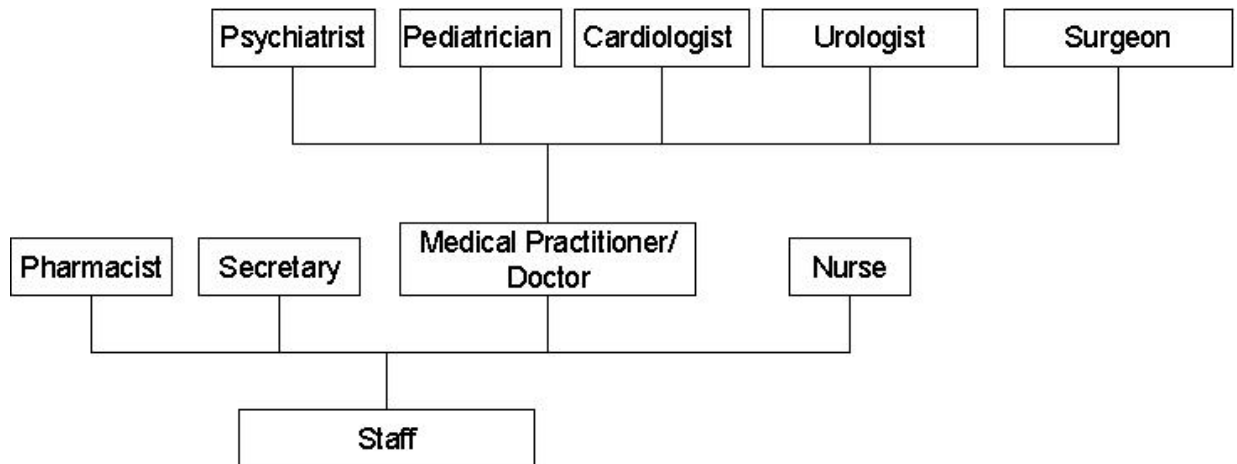 Psychiatrist
Pediatrician
Cardiologist
Urologist
Surgeon
Pharmacist
Secretary
Medical Practitioner/
Doctor
Nurse
Staff